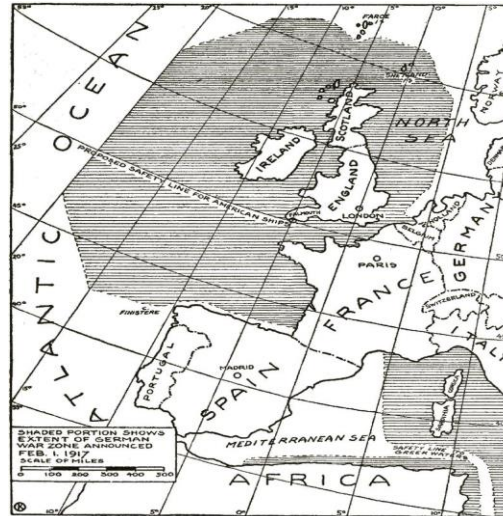 FAROE
IS
SHETLAND
NORWAY
SCOTLAND
NORTH
SEA
IRELAND
ENGLAND
LONDON
FALMOUTH
PROPOSED SAFETY LINE FOR AMERICAN SHIPS
ATLANTIC OCEAN
HOLLAND
BELGIUM
GERMAN
PARIS
FRANCE
SWITZERLAND
ITALY
C.
FINISTERE
PORTUGAL
MADRID
SPAIN
CORSICA
SARDINIA
MEDITERRANEAN SEA
SAFETY LINE
GREEK WATERS
AFRICA
SHADED PORTION SHOWS
EXTENT OF GERMAN
WAR ZONE ANNOUNCED
FEB. 1, 1917
SCALE OF MILES
0 100 200 300 400 500